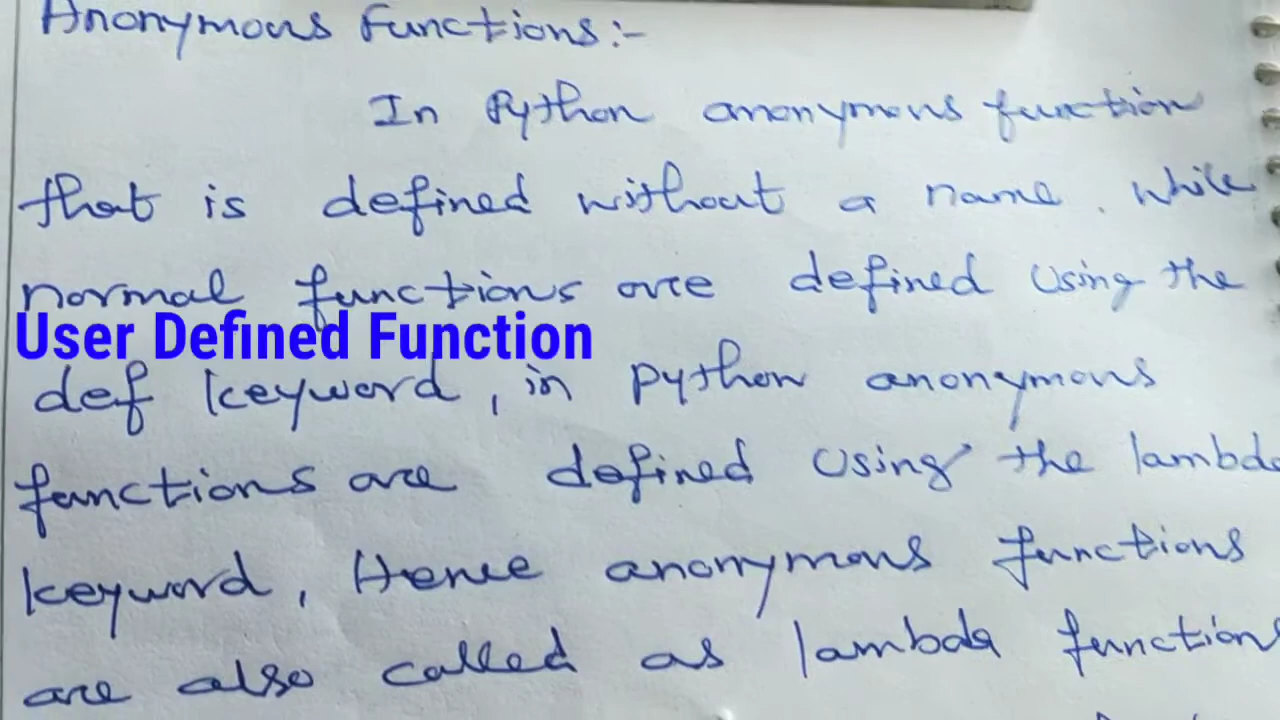 Anonymous Functions:-
In Python anonymous function
that is defined without a name. while
normal functions are defined Using the
User Defined Function
def keyword, in python anonymous
functions are defined Using the lambda
keyword, Hence anonymous functions
are also called as lambda functions